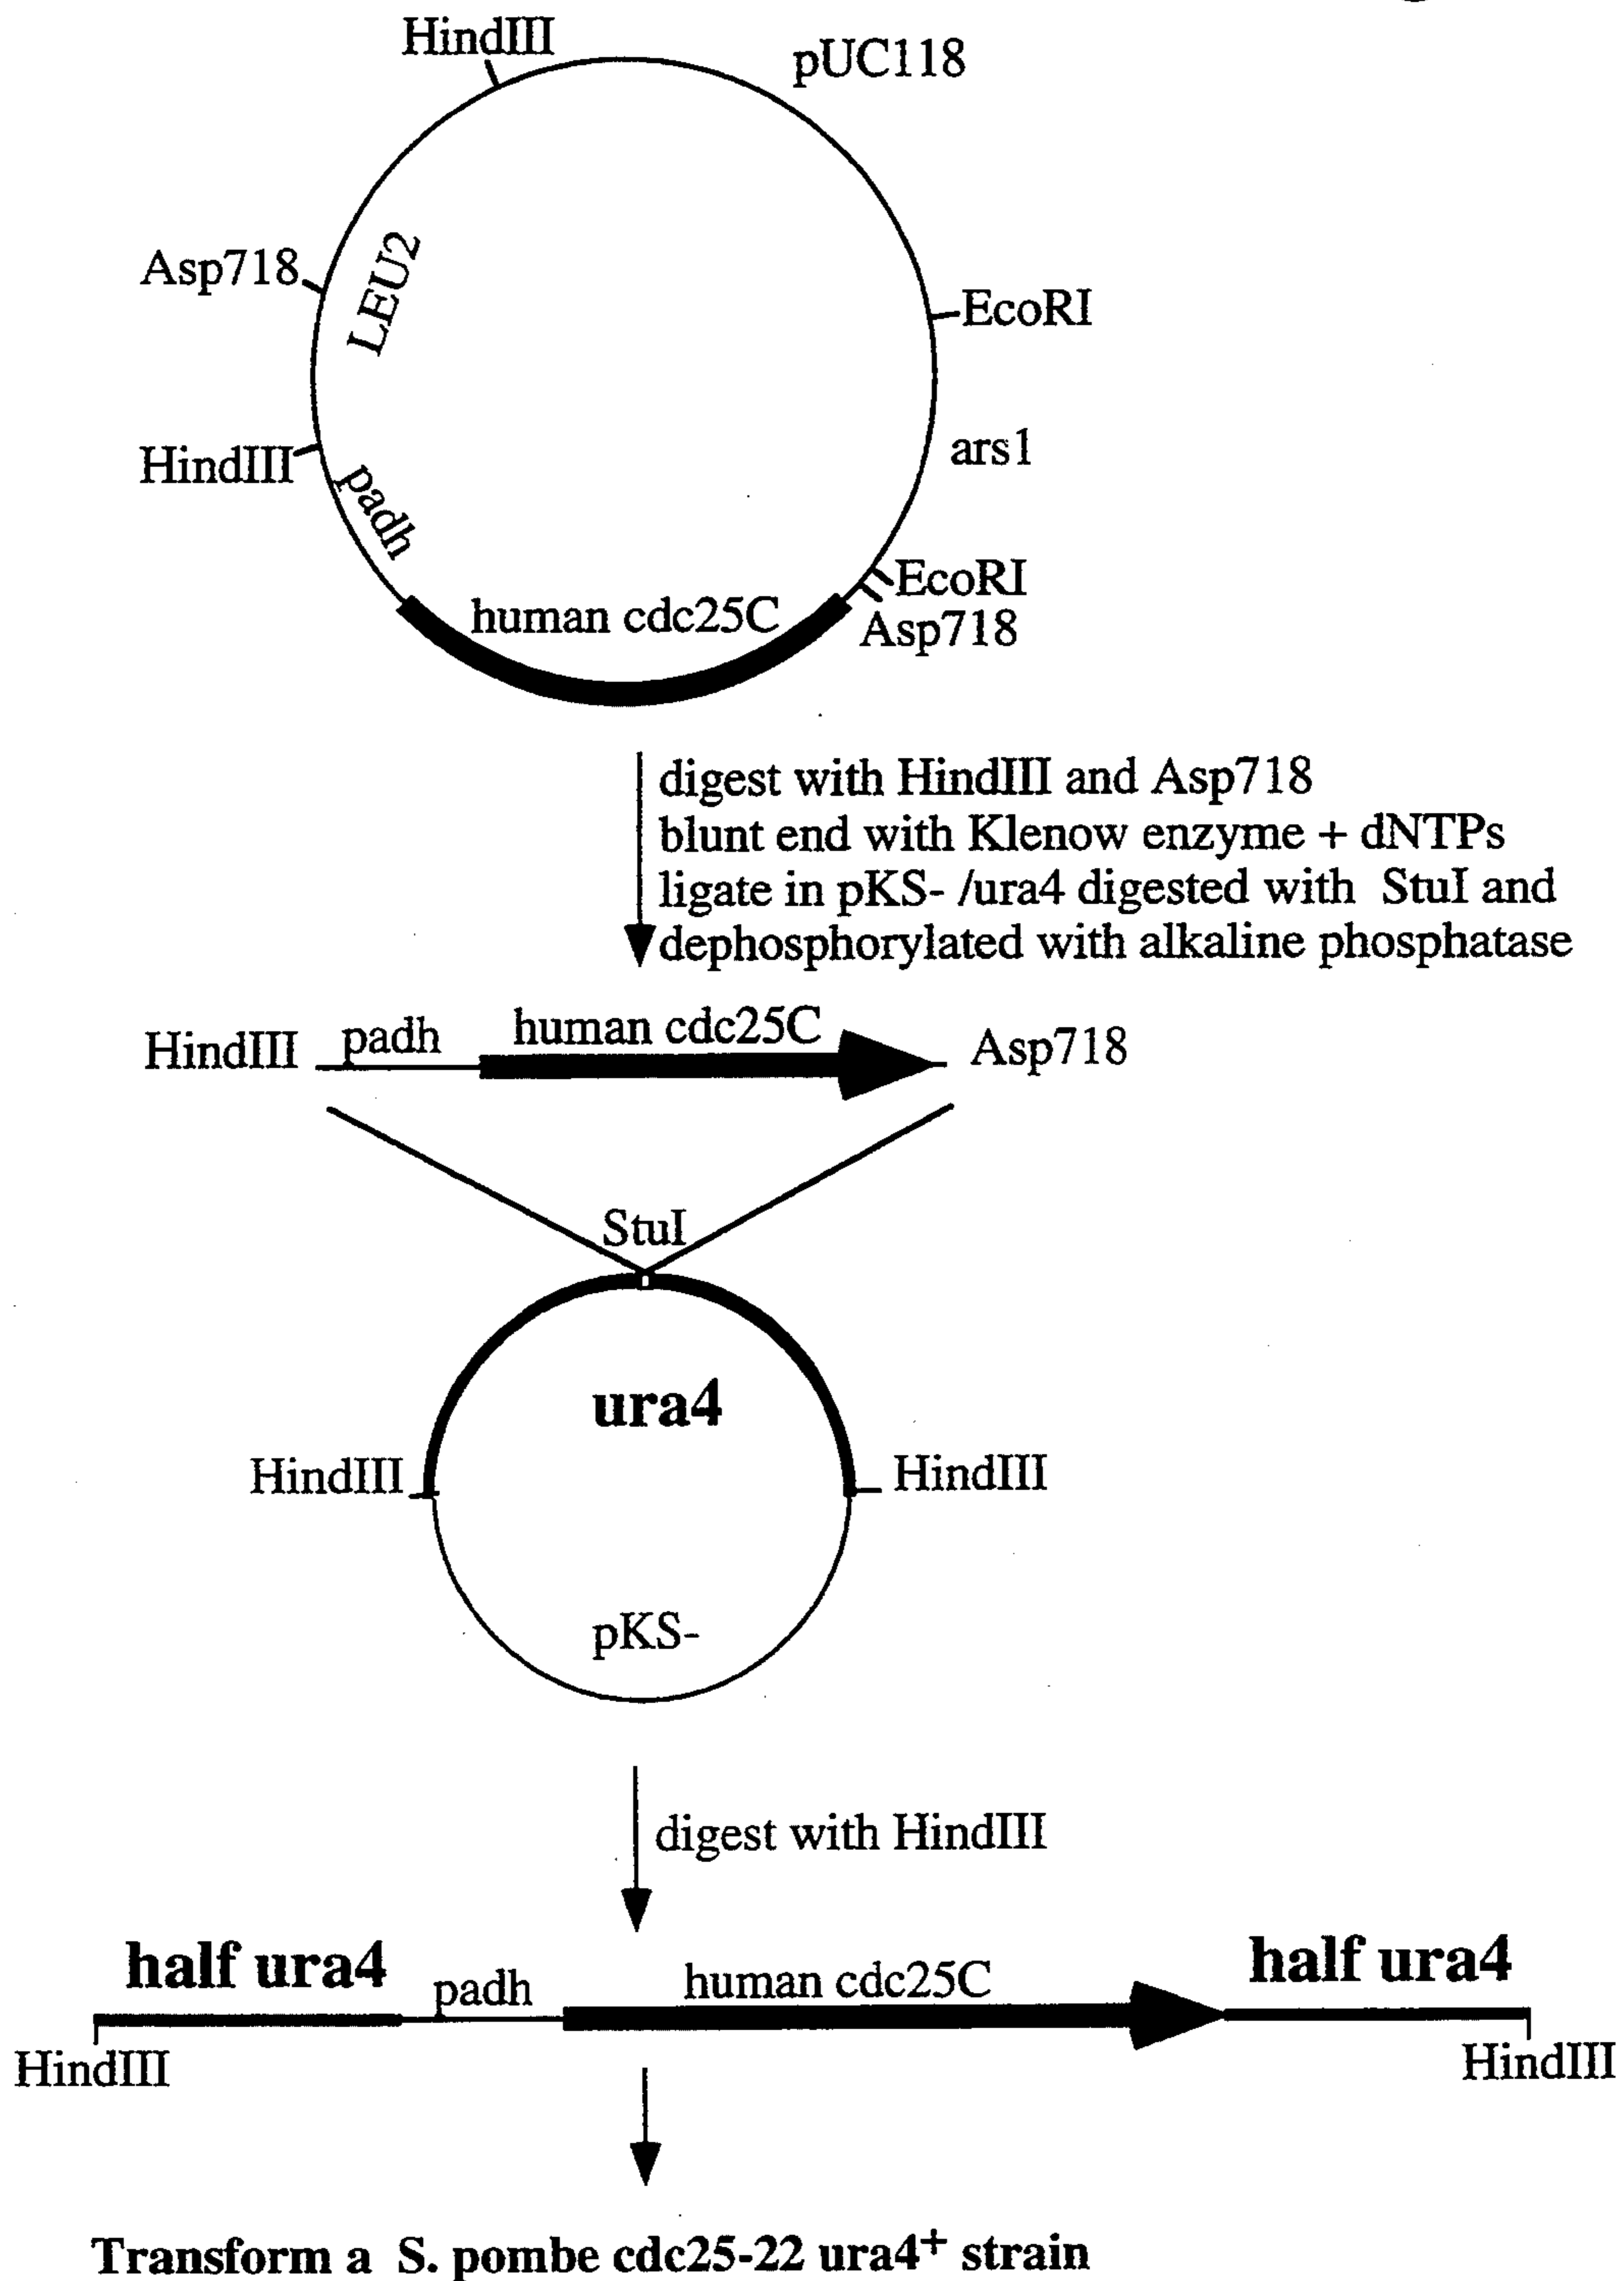 HindIII
pUC118
Asp718
LEU2
EcoRI
HindIII
ars1
padh
EcoRI
human cdc25C
Asp718
digest with HindIII and Asp718
blunt end with Klenow enzyme + dNTPs
ligate in pKS- /ura4 digested with StuI and
dephosphorylated with alkaline phosphatase
HindIII
padh
human cdc25C
Asp718
StuI
ura4
HindIII
HindIII
pKS-
digest with HindIII
half ura4
padh
human cdc25C
half ura4
HindIII
HindIII
Transform a S. pombe cdc25-22 ura4+ strain